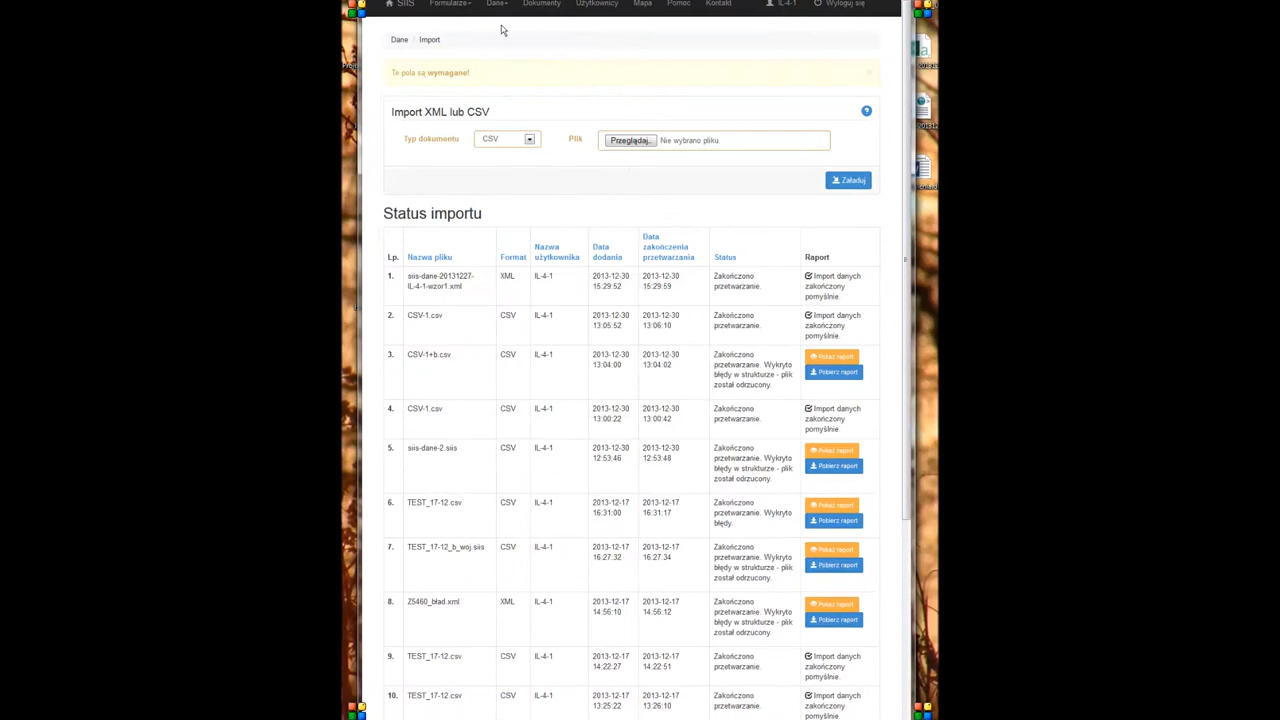 SIIS Formularze Dane Dokumenty Użytkownicy Mapa Pomoc Kontakt IL-4-1 Wyloguj się
Dane / Import
Te pola są wymagane! ×
Import XML lub CSV ?
Typ dokumentu CSV Plik Przeglądaj... Nie wybrano pliku.
Załaduj
Status importu
Lp. Nazwa pliku Format Nazwa użytkownika Data dodania Data zakończenia przetwarzania Status Raport
1. siis-dane-20131227- XML IL-4-1 2013-12-30 2013-12-30 Zakończono Import danych
IL-4-1-wzor1.xml 15:29:52 15:29:59 przetwarzanie. zakończony
pomyślnie.
2. CSV-1.csv CSV IL-4-1 2013-12-30 2013-12-30 Zakończono Import danych
13:05:52 13:06:10 przetwarzanie. zakończony
pomyślnie.
3. CSV-1+b.csv CSV IL-4-1 2013-12-30 2013-12-30 Zakończono Pokaż raport
13:04:00 13:04:02 przetwarzanie. Wykryto Pobierz raport
błędy w strukturze - plik
został odrzucony.
4. CSV-1.csv CSV IL-4-1 2013-12-30 2013-12-30 Zakończono Import danych
13:00:22 13:00:42 przetwarzanie. zakończony
pomyślnie.
5. siis-dane-2.siis CSV IL-4-1 2013-12-30 2013-12-30 Zakończono Pokaż raport
12:53:46 12:53:48 przetwarzanie. Wykryto Pobierz raport
błędy w strukturze - plik
został odrzucony.
6. TEST_17-12.csv CSV IL-4-1 2013-12-17 2013-12-17 Zakończono Pokaż raport
16:31:00 16:31:17 przetwarzanie. Wykryto Pobierz raport
błędy.
7. TEST_17-12_b_woj.siis CSV IL-4-1 2013-12-17 2013-12-17 Zakończono Pokaż raport
16:27:32 16:27:34 przetwarzanie. Wykryto Pobierz raport
błędy w strukturze - plik
został odrzucony.
8. Z5460_bład.xml XML IL-4-1 2013-12-17 2013-12-17 Zakończono Pokaż raport
14:56:10 14:56:12 przetwarzanie. Wykryto Pobierz raport
błędy w strukturze - plik
został odrzucony.
9. TEST_17-12.csv CSV IL-4-1 2013-12-17 2013-12-17 Zakończono Import danych
14:22:27 14:22:51 przetwarzanie. zakończony
pomyślnie.
10. TEST_17-12.csv CSV IL-4-1 2013-12-17 2013-12-17 Zakończono Import danych
13:25:22 13:26:10 przetwarzanie. zakończony
pomyślnie.